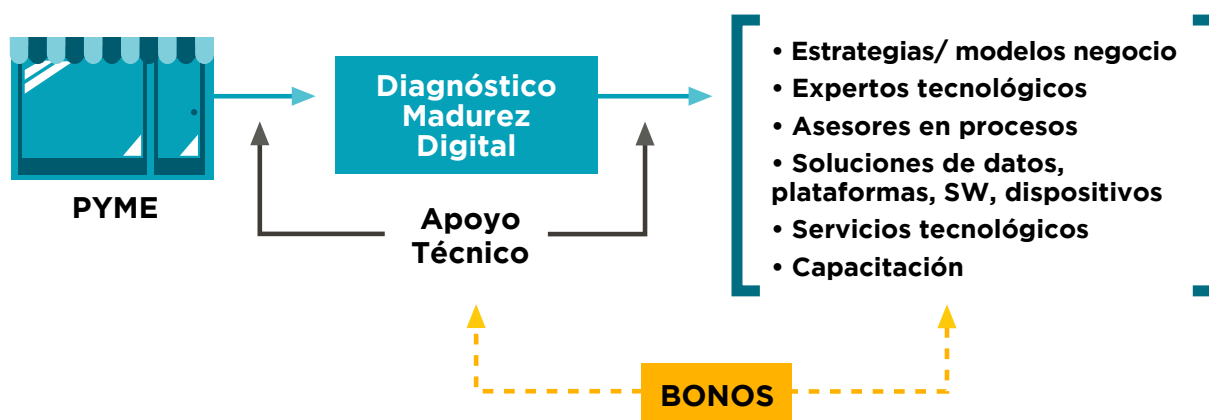 PYME
Diagnóstico
Madurez
Digital
Apoyo
Técnico
• Estrategias/ modelos negocio
• Expertos tecnológicos
• Asesores en procesos
• Soluciones de datos,
plataformas, SW, dispositivos
• Servicios tecnológicos
• Capacitación
BONOS